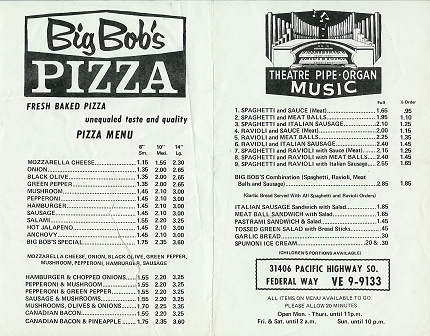 Big Bob's
PIZZA
FRESH BAKED PIZZA
unequaled taste and quality
PIZZA MENU
8" 10" 14"
Sm. Med. Lg.
MOZZARELLA CHEESE 1.15 1.55 2.30
ONION 1.35 2.00 2.65
BLACK OLIVE 1.35 2.00 2.65
GREEN PEPPER 1.35 2.00 2.65
MUSHROOM 1.45 2.10 3.00
PEPPERONI 1.45 2.10 3.00
HAMBURGER 1.45 2.10 3.00
SAUSAGE 1.45 2.10 3.00
SALAMI 1.55 2.20 3.25
HOT JALAPENO 1.45 2.10 3.00
ANCHOVY 1.45 2.10 3.00
BIG BOB'S SPECIAL 1.75 2.35 3.60
MOZZARELLA CHEESE, ONION, BLACK OLIVE, GREEN PEPPER,
MUSHROOM, PEPPERONI, HAMBURGER, SAUSAGE
HAMBURGER & CHOPPED ONIONS 1.55 2.20 3.25
PEPPERONI & MUSHROOM 1.55 2.20 3.25
PEPPERONI & GREEN PEPPER 1.55 2.20 3.25
SAUSAGE & MUSHROOMS 1.55 2.20 3.25
MUSHROOMS, OLIVES & ONIONS 1.70 2.25 3.35
CANADIAN BACON 1.55 2.20 3.25
CANADIAN BACON & PINEAPPLE 1.75 2.35 3.60
THEATRE PIPE-ORGAN
MUSIC
Full ½ Order
1. SPAGHETTI and SAUCE (Meat) 1.65 .95
2. SPAGHETTI and MEAT BALLS 1.95 1.10
3. SPAGHETTI and ITALIAN SAUSAGE 2.10 1.25
4. RAVIOLI and SAUCE (Meat) 2.00 1.15
5. RAVIOLI and MEAT BALLS 2.25 1.35
6. RAVIOLI and ITALIAN SAUSAGE 2.40 1.45
7. SPAGHETTI and RAVIOLI with Sauce (Meat) 2.15 1.25
8. SPAGHETTI and RAVIOLI with MEAT BALLS 2.40 1.45
9. SPAGHETTI and RAVIOLI with Italian Sausage 2.55 1.65
BIG BOB'S Combination (Spaghetti, Ravioli, Meat
Balls and Sausage) 2.85 1.85
(Garlic Bread Served With All Spaghetti and Ravioli Orders)
ITALIAN SAUSAGE Sandwich with Salad 1.85
MEAT BALL SANDWICH with Salad 1.65
PASTRAMI SANDWICH & Salad 1.45
TOSSED GREEN SALAD with Bread Sticks .45
GARLIC BREAD .30
SPUMONI ICE CREAM .20 & .30
(CHILDREN'S PORTIONS AVAILABLE)
31406 PACIFIC HIGHWAY SO.
FEDERAL WAY VE 9-9133
ALL ITEMS ON MENU AVAILABLE TO GO.
PLEASE ALLOW 20 MINUTES
Open Mon. - Thurs. until 11p.m.
Fri. & Sat. until 2 a.m. Sun. until 10 p.m.